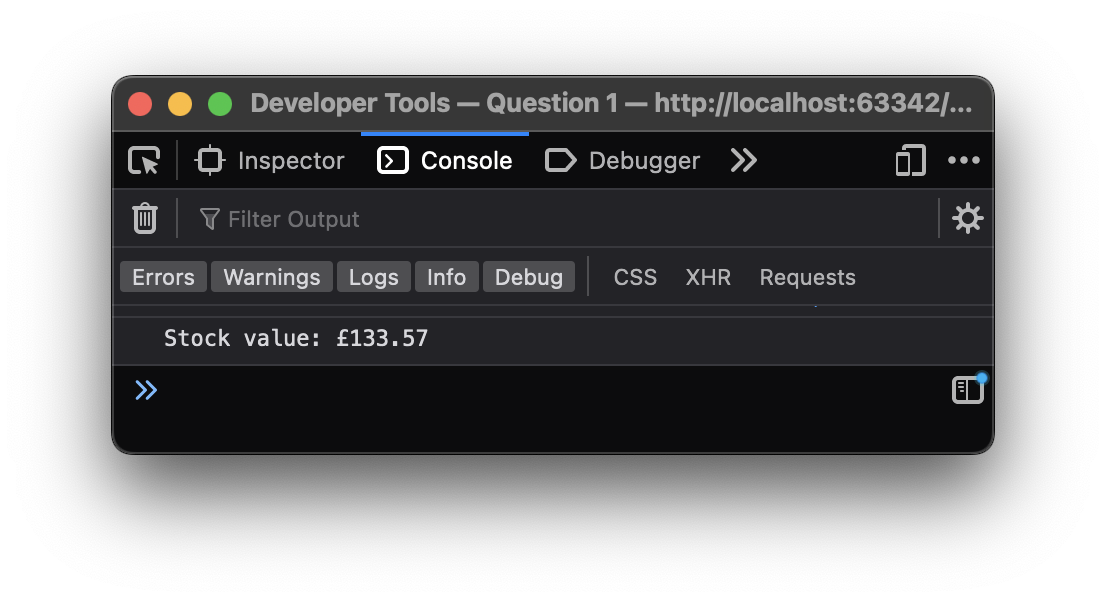 Developer Tools — Question 1 — http://localhost:63342/...
Inspector Console Debugger
Filter Output
Errors Warnings Logs Info Debug CSS XHR Requests
Stock value: £133.57